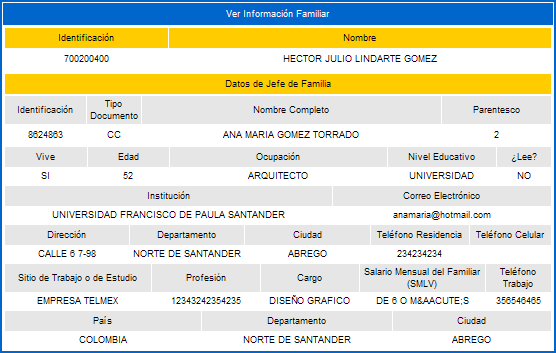 Ver Información Familiar
Identificación Nombre
700200400 HECTOR JULIO LINDARTE GOMEZ
Datos de Jefe de Familia
Identificación Tipo Documento Nombre Completo Parentesco
8624863 CC ANA MARIA GOMEZ TORRADO 2
Vive Edad Ocupación Nivel Educativo ¿Lee?
SI 52 ARQUITECTO UNIVERSIDAD NO
Institución Correo Electrónico
UNIVERSIDAD FRANCISCO DE PAULA SANTANDER anamaria@hotmail.com
Dirección Departamento Ciudad Teléfono Residencia Teléfono Celular
CALLE 6 7-98 NORTE DE SANTANDER ABREGO 234234234
Sitio de Trabajo o de Estudio Profesión Cargo Salario Mensual del Familiar (SMLV) Teléfono Trabajo
EMPRESA TELMEX 12343242354235 DISEÑO GRAFICO DE 6 O M&AACUTE;S 356546465
País Departamento Ciudad
COLOMBIA NORTE DE SANTANDER ABREGO